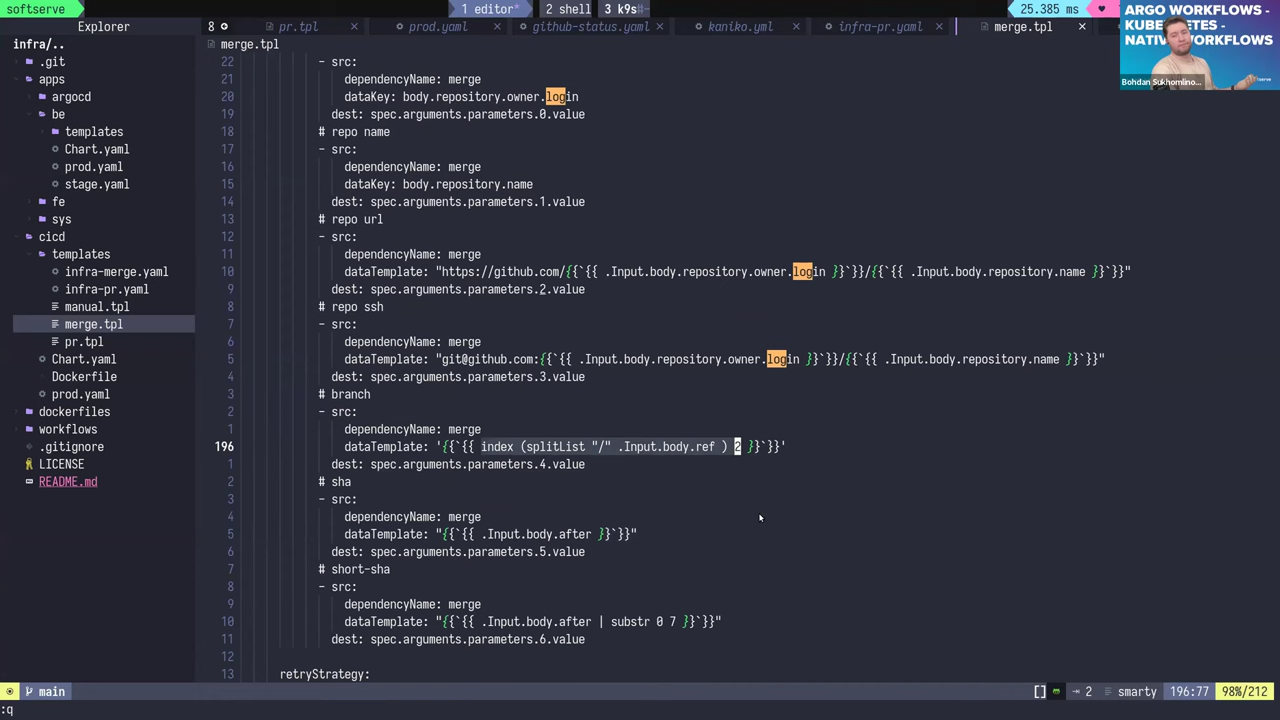 softserve
1 editor* 2 shell 3 k9s#-
25.385 ms ♥
ARGO WORKFLOWS - KUBERNETES-NATIVE WORKFLOWS
Bohdan Sukhomlino...
Explorer
8 pr.tpl × prod.yaml × github-status.yaml × kaniko.yml × infra-pr.yaml × merge.tpl ×
infra/..
.git
apps
argocd
be
templates
Chart.yaml
prod.yaml
stage.yaml
fe
sys
cicd
templates
infra-merge.yaml
infra-pr.yaml
manual.tpl
merge.tpl
pr.tpl
Chart.yaml
Dockerfile
prod.yaml
dockerfiles
workflows
.gitignore
LICENSE
README.md
merge.tpl
22 - src:
21 dependencyName: merge
20 dataKey: body.repository.owner.login
19 dest: spec.arguments.parameters.0.value
18 # repo name
17 - src:
16 dependencyName: merge
15 dataKey: body.repository.name
14 dest: spec.arguments.parameters.1.value
13 # repo url
12 - src:
11 dependencyName: merge
10 dataTemplate: "https://github.com/{{`{{ .Input.body.repository.owner.login }}`}}/{{`{{ .Input.body.repository.name }}`}}"
9 dest: spec.arguments.parameters.2.value
8 # repo ssh
7 - src:
6 dependencyName: merge
5 dataTemplate: "git@github.com:{{`{{ .Input.body.repository.owner.login }}`}}/{{`{{ .Input.body.repository.name }}`}}"
4 dest: spec.arguments.parameters.3.value
3 # branch
2 - src:
1 dependencyName: merge
196 dataTemplate: '{{`{{ index (splitList "/" .Input.body.ref ) 2 }}`}}'
1 dest: spec.arguments.parameters.4.value
2 # sha
3 - src:
4 dependencyName: merge
5 dataTemplate: "{{`{{ .Input.body.after }}`}}"
6 dest: spec.arguments.parameters.5.value
7 # short-sha
8 - src:
9 dependencyName: merge
10 dataTemplate: "{{`{{ .Input.body.after | substr 0 7 }}`}}"
11 dest: spec.arguments.parameters.6.value
12
13 retryStrategy:
main [] ⇥ 2 smarty 196:77 98%/212
:q